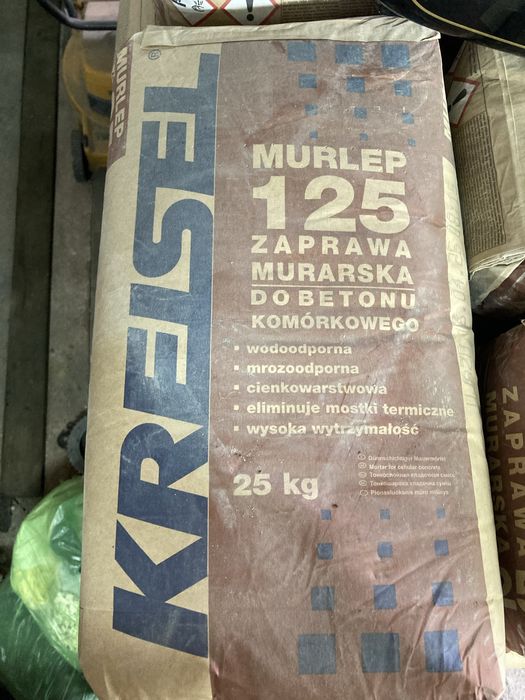 KREISEL
®
MURLEP
MURLEP
125
ZAPRAWA
MURARSKA
DO BETONU
KOMÓRKOWEGO
wodoodporna
mrozoodporna
cienkowarstwowa
eliminuje mostki termiczne
wysoka wytrzymałość
25 kg
Mortar for cellular concrete
ZAPRAWA
MURARSKA